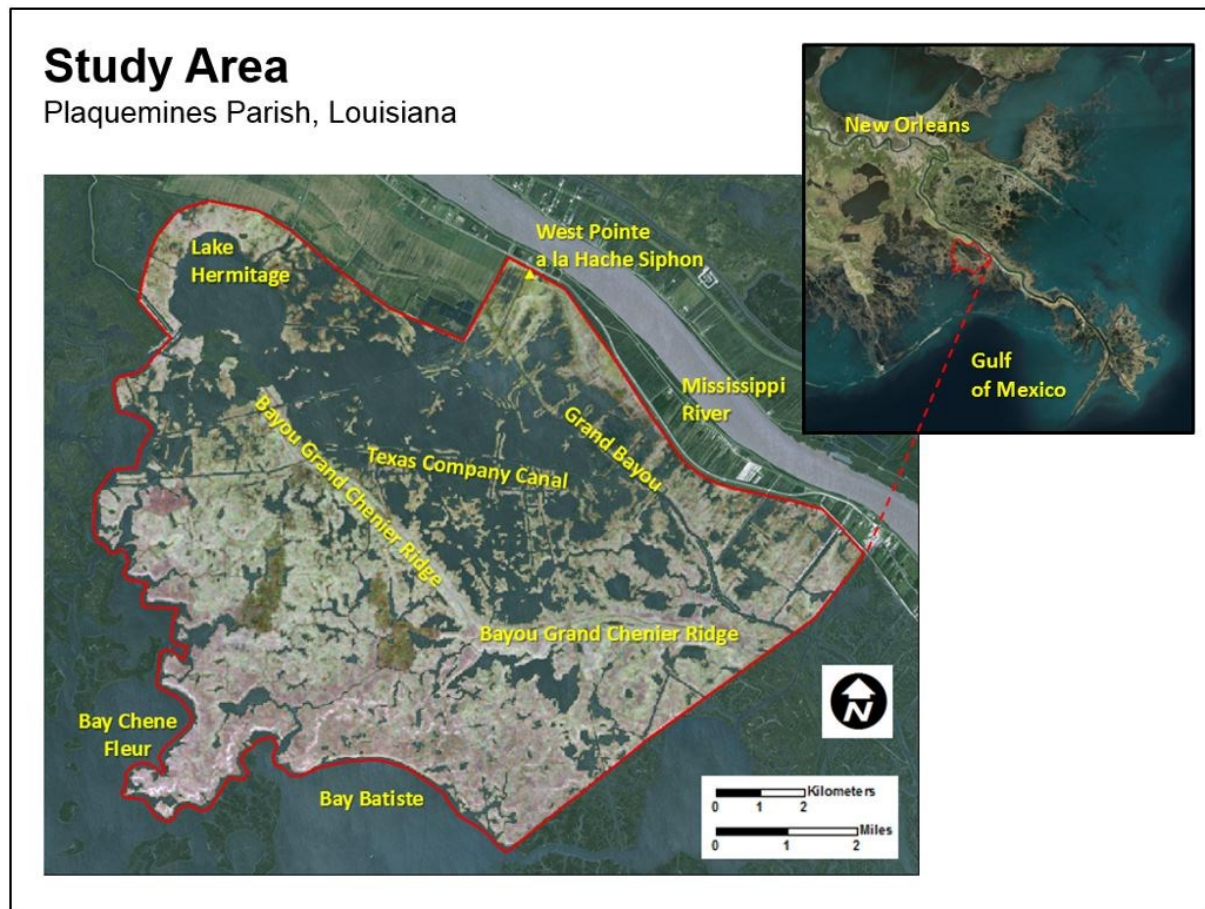 Study Area
Plaquemines Parish, Louisiana
New Orleans
Gulf
of Mexico
West Pointe
a la Hache Siphon
Lake
Hermitage
Mississippi
River
Grand Bayou
Bayou Grand Chenier Ridge
Texas Company Canal
Bayou Grand Chenier Ridge
Bay Chene
Fleur
Bay Batiste
N
Kilometers
0 1 2
Miles
0 1 2